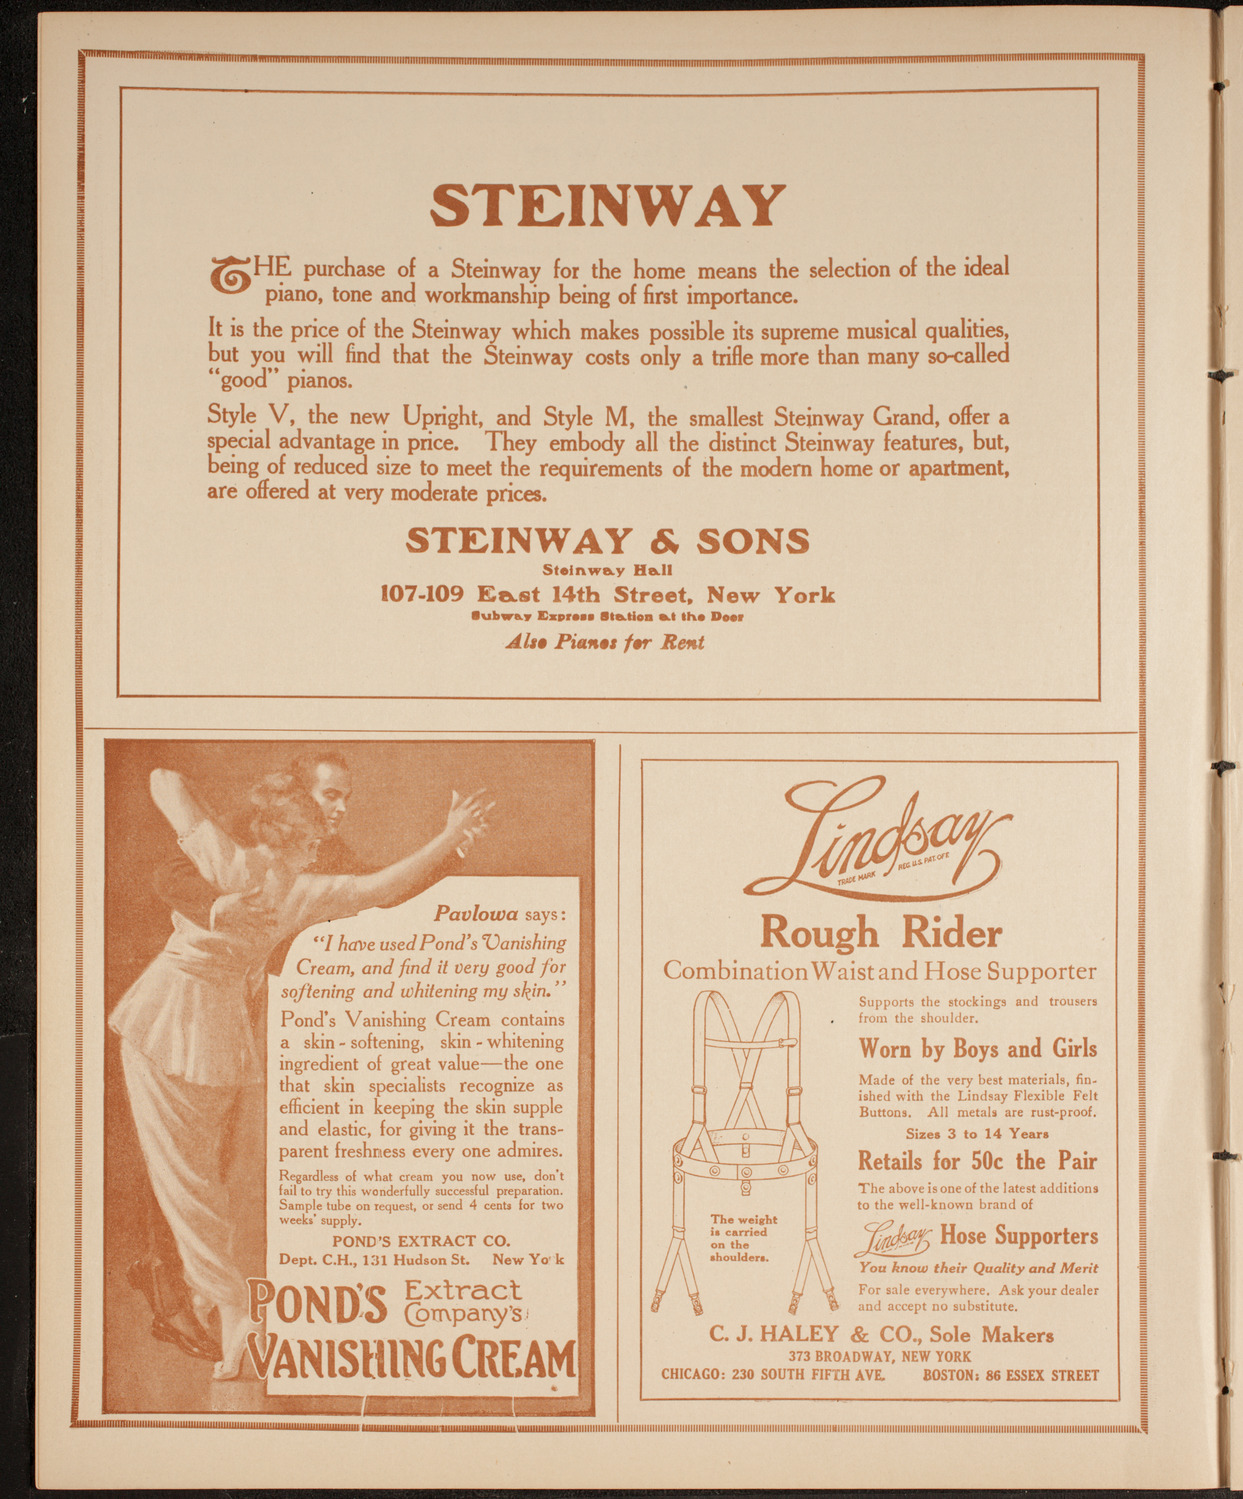 STEINWAY
THE purchase of a Steinway for the home means the selection of the ideal
piano, tone and workmanship being of first importance.
It is the price of the Steinway which makes possible its supreme musical qualities,
but you will find that the Steinway costs only a trifle more than many so-called
"good" pianos.
Style V, the new Upright, and Style M, the smallest Steinway Grand, offer a
special advantage in price. They embody all the distinct Steinway features, but,
being of reduced size to meet the requirements of the modern home or apartment,
are offered at very moderate prices.
STEINWAY & SONS
Steinway Hall
107-109 East 14th Street, New York
Subway Express Station at the Door
Also Pianos for Rent
Pavlowa says:
"I have used Pond's Vanishing
Cream, and find it very good for
softening and whitening my skin."
Pond's Vanishing Cream contains
a skin-softening, skin-whitening
ingredient of great value—the one
that skin specialists recognize as
efficient in keeping the skin supple
and elastic, for giving it the trans-
parent freshness every one admires.
Regardless of what cream you now use, don't
fail to try this wonderfully successful preparation.
Sample tube on request, or send 4 cents for two
weeks' supply.
POND'S EXTRACT CO.
Dept. C.H., 131 Hudson St. New Yo k
POND'S Extract
Company's
VANISHING CREAM
Lindsay
TRADE MARK REG. U.S. PAT. OFF.
Rough Rider
Combination Waist and Hose Supporter
Supports the stockings and trousers
from the shoulder.
Worn by Boys and Girls
Made of the very best materials, fin-
ished with the Lindsay Flexible Felt
Buttons. All metals are rust-proof.
Sizes 3 to 14 Years
Retails for 50c the Pair
The above is one of the latest additions
to the well-known brand of
Lindsay Hose Supporters
You know their Quality and Merit
For sale everywhere. Ask your dealer
and accept no substitute.
The weight
is carried
on the
shoulders.
C. J. HALEY & CO., Sole Makers
373 BROADWAY, NEW YORK
CHICAGO: 230 SOUTH FIFTH AVE. BOSTON: 86 ESSEX STREET